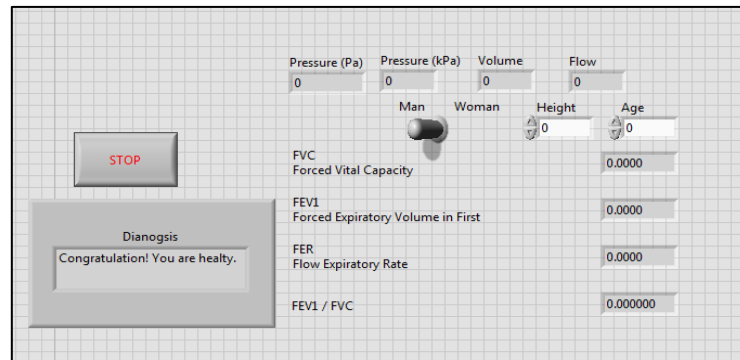 Pressure (Pa) Pressure (kPa) Volume Flow
0 0 0 0
Man Woman Height Age
0 0
STOP
FVC
Forced Vital Capacity 0.0000
FEV1
Forced Expiratory Volume in First 0.0000
Dianogsis
Congratulation! You are healty.
FER
Flow Expiratory Rate 0.0000
FEV1 / FVC 0.000000